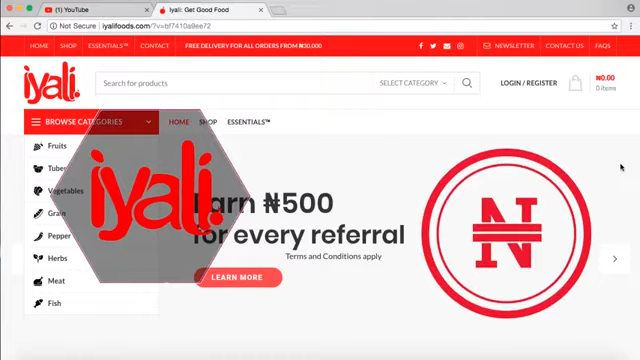 (1) YouTube
Iyali: Get Good Food
Not Secure iyalifoods.com/?v=bf7410a9ee72
HOME SHOP ESSENTIALS™ CONTACT FREE DELIVERY FOR ALL ORDERS FROM ₦30,000 NEWSLETTER CONTACT US FAQS
iyali.
Search for products SELECT CATEGORY LOGIN / REGISTER ₦0.00
0 items
BROWSE CATEGORIES HOME SHOP ESSENTIALS™
Fruits
Tuber
Vegetables
Grain
Pepper
Herbs
Meat
Fish
iyali.
Earn ₦500
for every referral
Terms and Conditions apply
LEARN MORE
₦